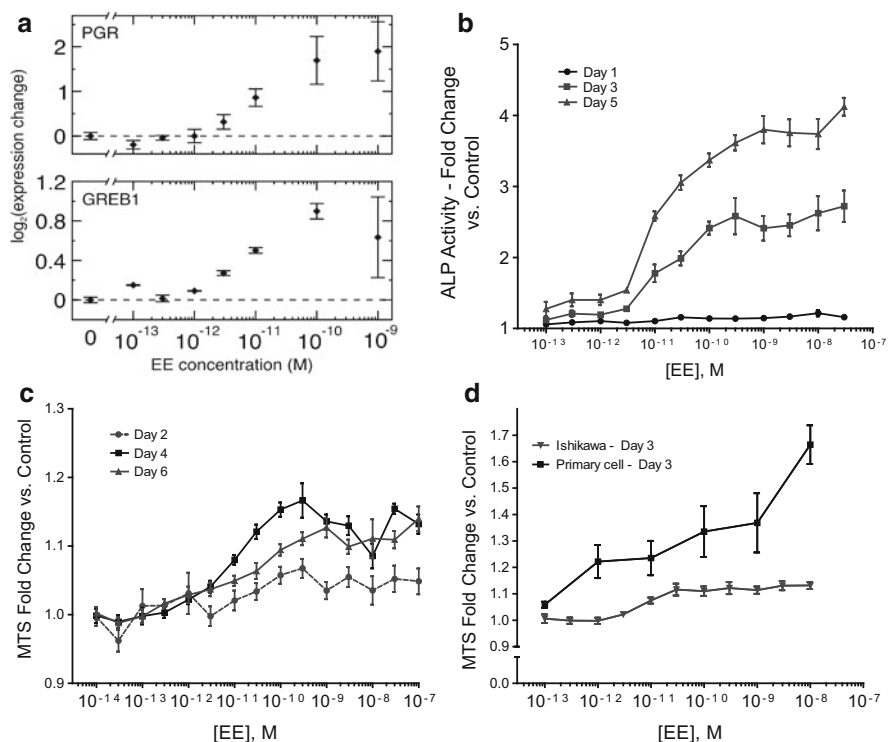 a
PGR
2
1
0
GREB1
1.2
0.8
0.4
0
log₂(expression change)
0 10⁻¹³ 10⁻¹² 10⁻¹¹ 10⁻¹⁰ 10⁻⁹
EE concentration (M)
b
Day 1
Day 3
Day 5
5
4
3
2
1
ALP Activity - Fold Change
vs. Control
10⁻¹³ 10⁻¹² 10⁻¹¹ 10⁻¹⁰ 10⁻⁹ 10⁻⁸ 10⁻⁷
[EE], M
c
Day 2
Day 4
Day 6
1.3
1.2
1.1
1.0
0.9
MTS Fold Change vs. Control
10⁻¹⁴ 10⁻¹³ 10⁻¹² 10⁻¹¹ 10⁻¹⁰ 10⁻⁹ 10⁻⁸ 10⁻⁷
[EE], M
d
Ishikawa - Day 3
Primary cell - Day 3
1.7
1.6
1.5
1.4
1.3
1.2
1.1
1.0
0.9
0.0
MTS Fold Change vs. Control
10⁻¹³ 10⁻¹² 10⁻¹¹ 10⁻¹⁰ 10⁻⁹ 10⁻⁸ 10⁻⁷
[EE], M